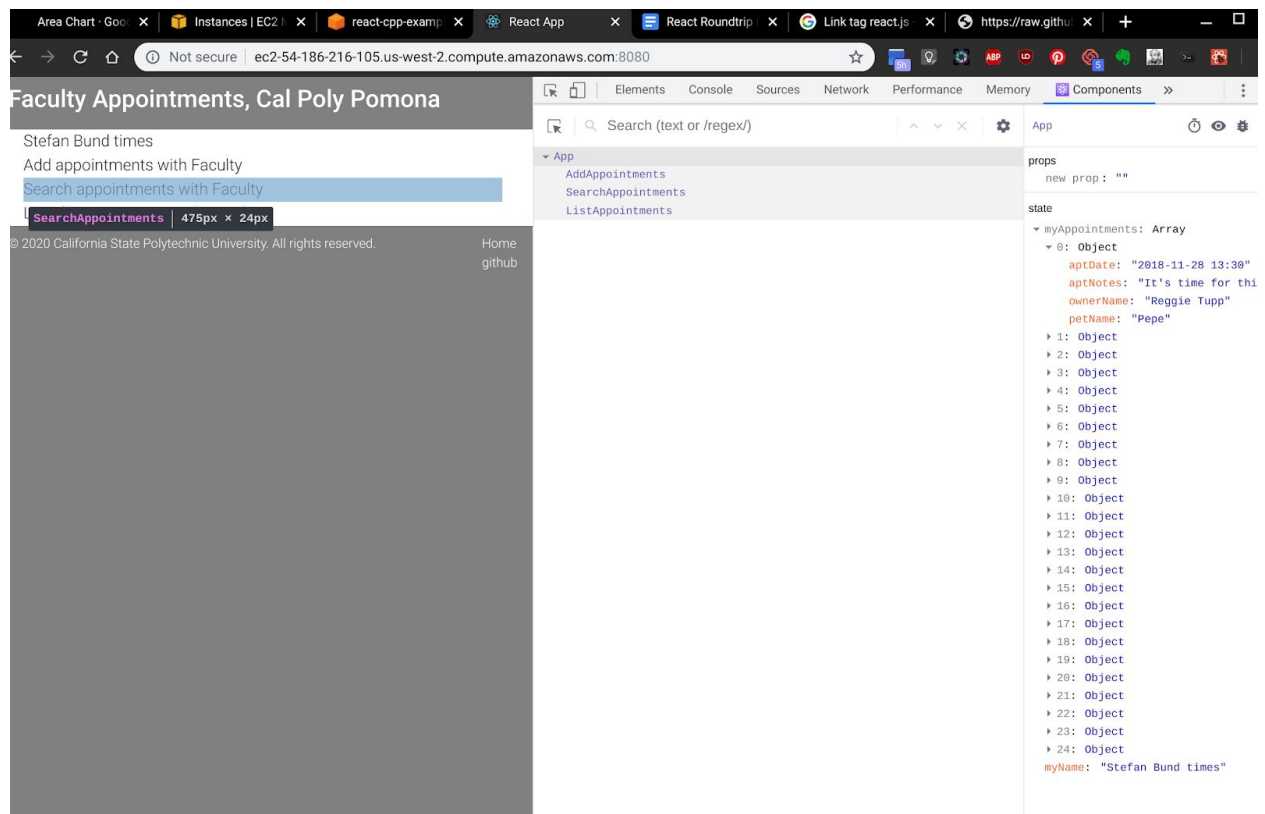 Area Chart · Goo
Instances | EC2 M
react-cpp-examp
React App
React Roundtrip
Link tag react.js -
https://raw.githu
Not secure
ec2-54-186-216-105.us-west-2.compute.amazonaws.com:8080
5h
ABP
5
Faculty Appointments, Cal Poly Pomona
Stefan Bund times
Add appointments with Faculty
Search appointments with Faculty
SearchAppointments 475px × 24px
© 2020 California State Polytechnic University. All rights reserved.
Home
github
Elements Console Sources Network Performance Memory Components »
Search (text or /regex/)
App
AddAppointments
SearchAppointments
ListAppointments
App
props
new prop: ""
state
myAppointments: Array
0: Object
aptDate: "2018-11-28 13:30"
aptNotes: "It's time for thi
ownerName: "Reggie Tupp"
petName: "Pepe"
1: Object
2: Object
3: Object
4: Object
5: Object
6: Object
7: Object
8: Object
9: Object
10: Object
11: Object
12: Object
13: Object
14: Object
15: Object
16: Object
17: Object
18: Object
19: Object
20: Object
21: Object
22: Object
23: Object
24: Object
myName: "Stefan Bund times"